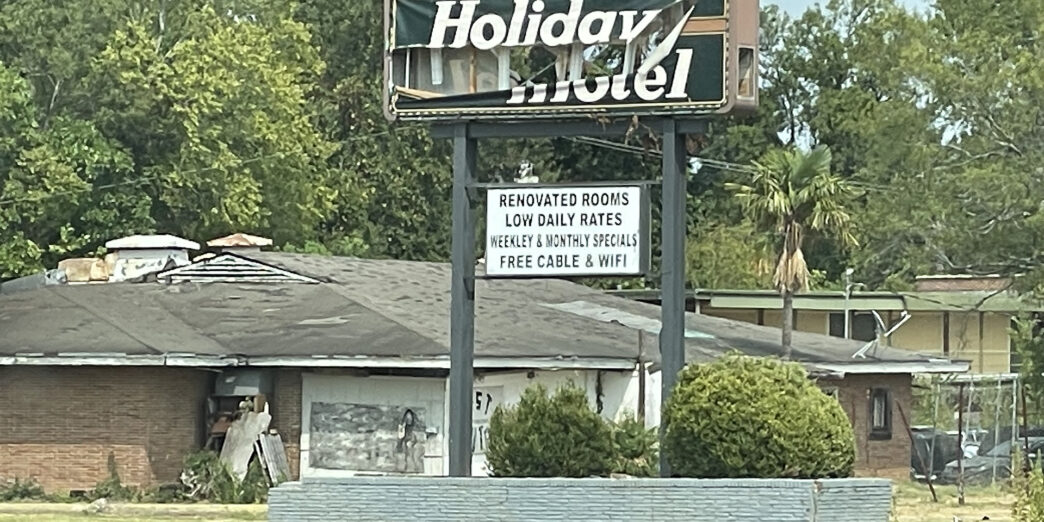 Holiday
motel
RENOVATED ROOMS
LOW DAILY RATES
WEEKLEY & MONTHLY SPECIALS
FREE CABLE & WIFI